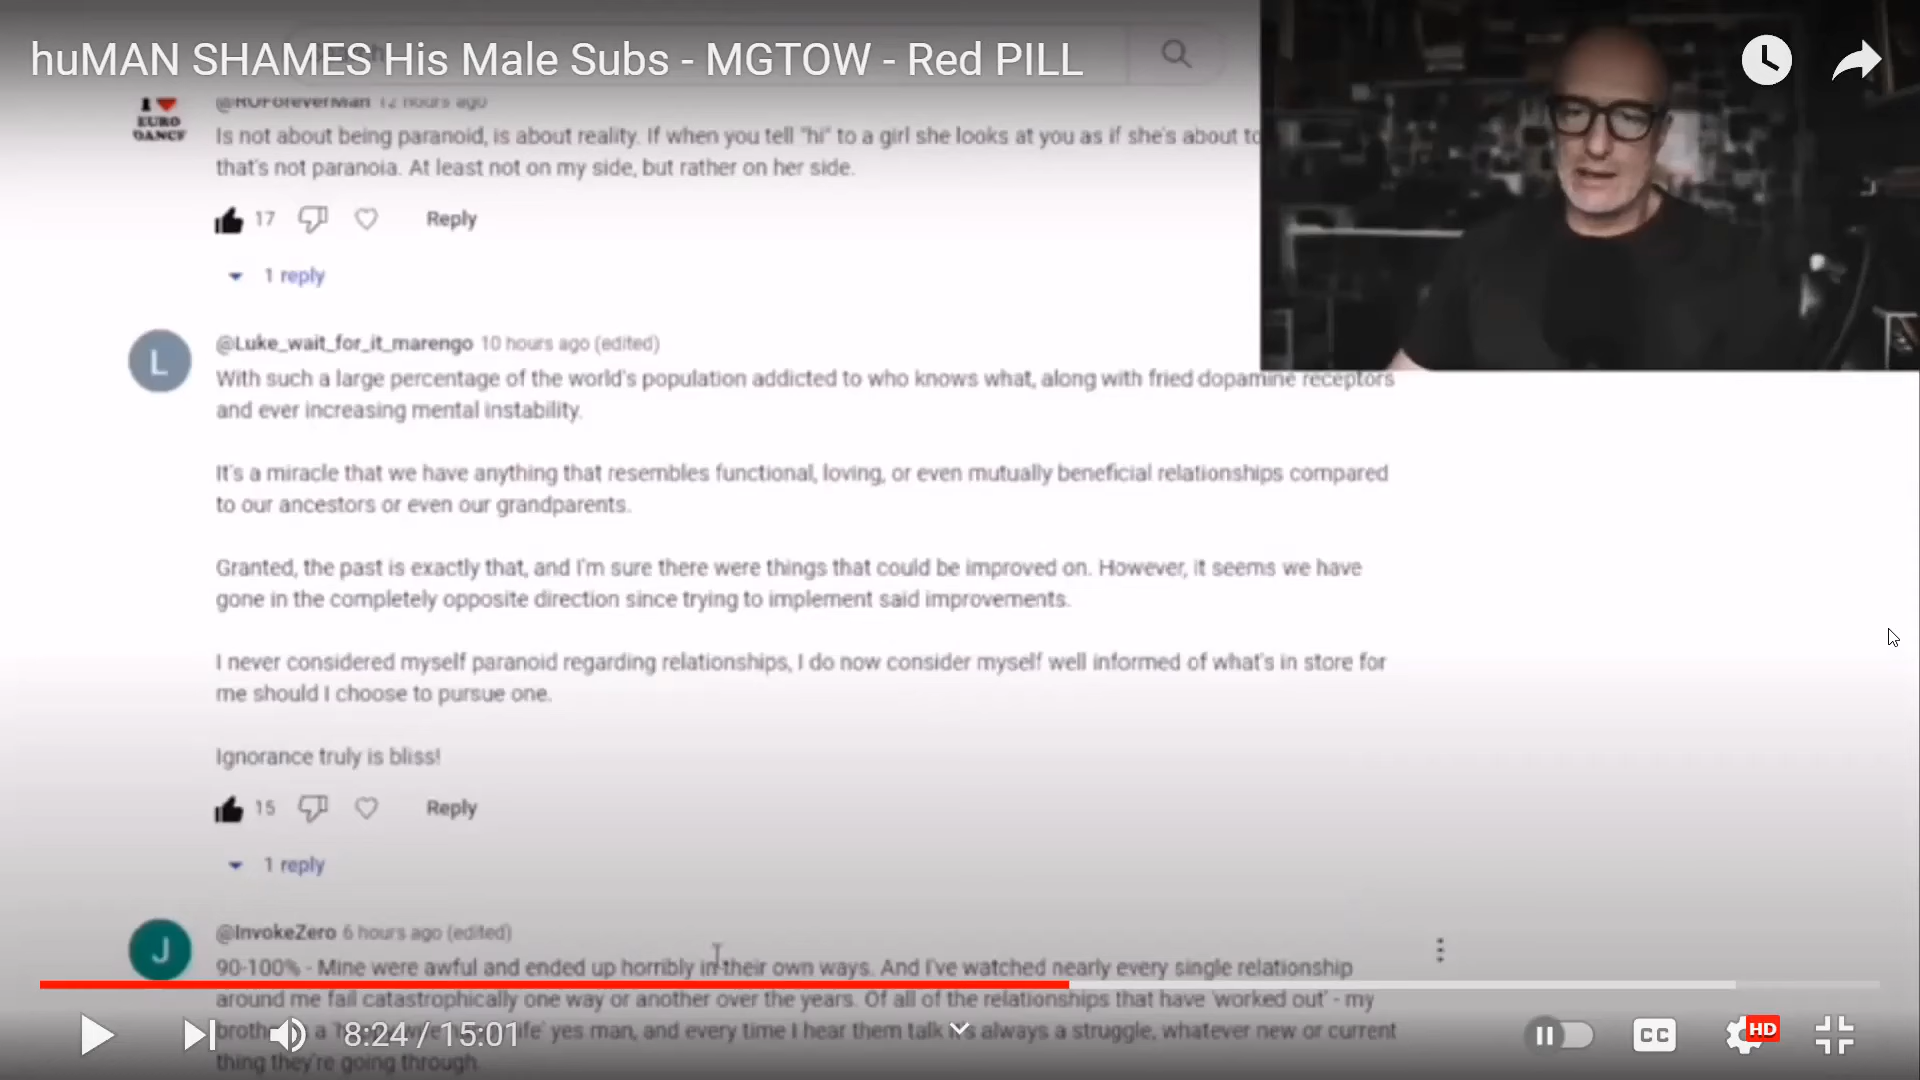 huMAN SHAMES His Male Subs - MGTOW - Red PILL
I ❤ EURO DANCE
@ROForeverMan 12 hours ago
Is not about being paranoid, is about reality. If when you tell "hi" to a girl she looks at you as if she's about to
that's not paranoia. At least not on my side, but rather on her side.
17 Reply
1 reply
L
@Luke_wait_for_it_marengo 10 hours ago (edited)
With such a large percentage of the world's population addicted to who knows what, along with fried dopamine receptors
and ever increasing mental instability.
It's a miracle that we have anything that resembles functional, loving, or even mutually beneficial relationships compared
to our ancestors or even our grandparents.
Granted, the past is exactly that, and I'm sure there were things that could be improved on. However, it seems we have
gone in the completely opposite direction since trying to implement said improvements.
I never considered myself paranoid regarding relationships, I do now consider myself well informed of what's in store for
me should I choose to pursue one.
Ignorance truly is bliss!
15 Reply
1 reply
J
@InvokeZero 6 hours ago (edited)
90-100% - Mine were awful and ended up horribly in their own ways. And I've watched nearly every single relationship
around me fail catastrophically one way or another over the years. Of all of the relationships that have 'worked out' - my
a life' yes man, and every time I hear them talk always a struggle, whatever new or current
thing they're going through.
8:24 / 15:01
CC
HD